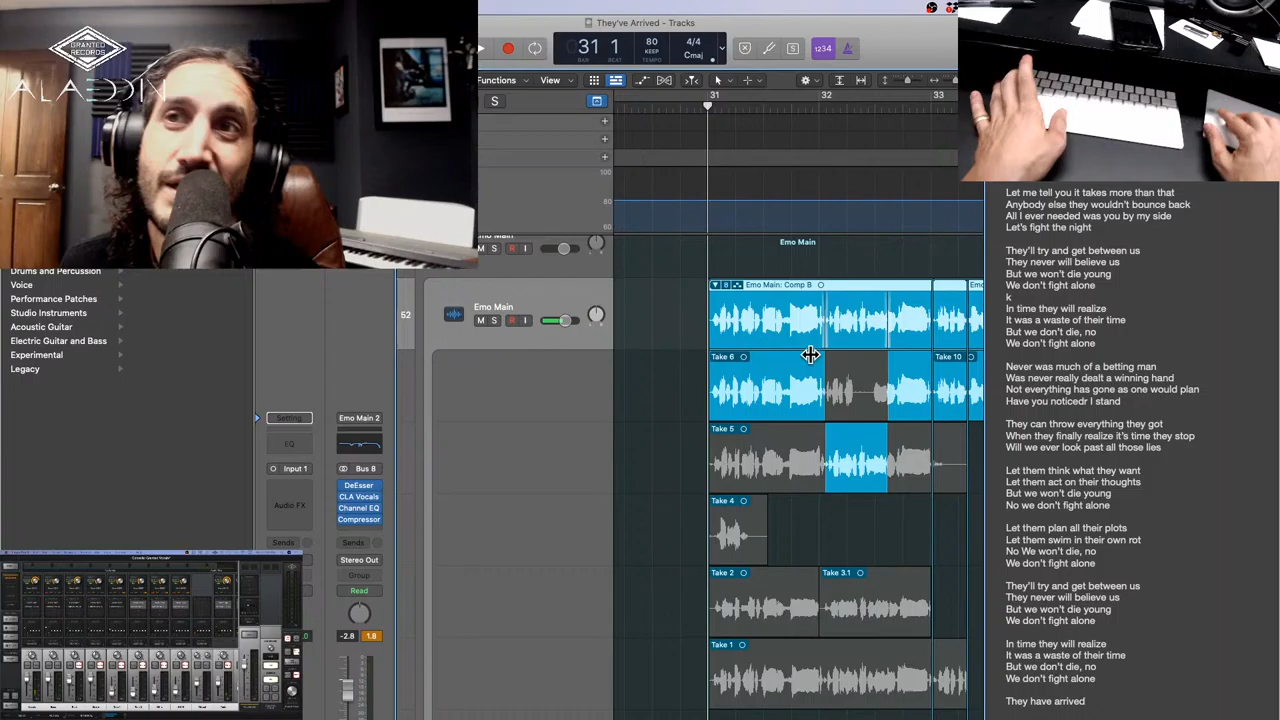 GRANTED
RECORDS
ALAEDDIN
They've Arrived - Tracks
31 1
BAR BEAT
80
KEEP
TEMPO
4/4
Cmaj
S
1234
Functions
View
S
31
32
33
100
80
60
Emo Main
M S R I
Emo Main
52
Emo Main
M S R I
Emo Main: Comp B
Take 6
Take 10
Take 5
Take 4
Take 2
Take 3.1
Take 1
Drums and Percussion
Voice
Performance Patches
Studio Instruments
Acoustic Guitar
Electric Guitar and Bass
Experimental
Legacy
Setting
Emo Main 2
EQ
Input 1
Bus 8
Audio FX
DeEsser
CLA Vocals
Channel EQ
Compressor
Sends
Sends
Stereo Out
Group
Read
-2.8
1.8
Let me tell you it takes more than that
Anybody else they wouldn't bounce back
All I ever needed was you by my side
Let's fight the night
They'll try and get between us
They never will believe us
But we won't die young
We don't fight alone
k
In time they will realize
It was a waste of their time
But we don't die, no
We don't fight alone
Never was much of a betting man
Was never really dealt a winning hand
Not everything has gone as one would plan
Have you noticedr I stand
They can throw everything they got
When they finally realize it's time they stop
Will we ever look past all those lies
Let them think what they want
Let them act on their thoughts
But we won't die young
No we don't fight alone
Let them plan all their plots
Let them swim in their own rot
No We won't die, no
We don't fight alone
They'll try and get between us
They never will believe us
But we won't die young
We don't fight alone
In time they will realize
It was a waste of their time
But we don't die, no
We don't fight alone
They have arrived